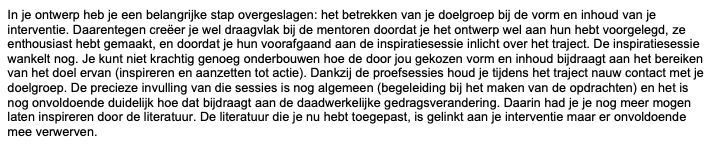 In je ontwerp heb je een belangrijke stap overgeslagen: het betrekken van je doelgroep bij de vorm en inhoud van je
interventie. Daarentegen creëer je wel draagvlak bij de mentoren doordat je het ontwerp wel aan hun hebt voorgelegd, ze
enthousiast hebt gemaakt, en doordat je hun voorafgaand aan de inspiratiesessie inlicht over het traject. De inspiratiesessie
wankelt nog. Je kunt niet krachtig genoeg onderbouwen hoe de door jou gekozen vorm en inhoud bijdraagt aan het bereiken
van het doel ervan (inspireren en aanzetten tot actie). Dankzij de proefsessies houd je tijdens het traject nauw contact met je
doelgroep. De precieze invulling van die sessies is nog algemeen (begeleiding bij het maken van de opdrachten) en het is
nog onvoldoende duidelijk hoe dat bijdraagt aan de daadwerkelijke gedragsverandering. Daarin had je je nog meer mogen
laten inspireren door de literatuur. De literatuur die je nu hebt toegepast, is gelinkt aan je interventie maar er onvoldoende
mee verwerven.